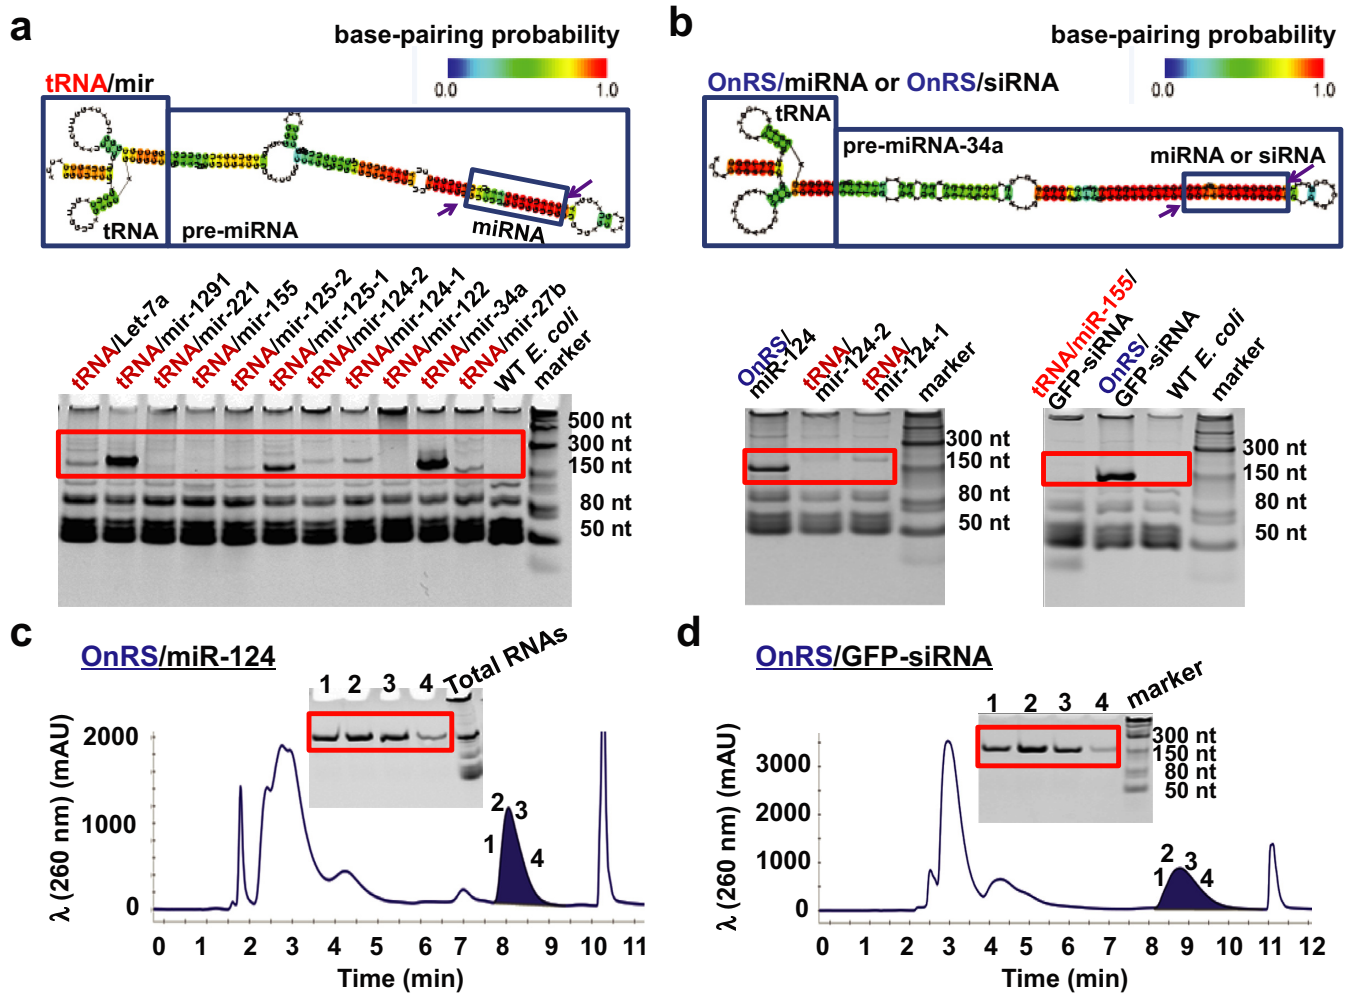 a
base-pairing probability
0.0
1.0
tRNA/mir
tRNA
pre-miRNA
miRNA
tRNA/Let-7a
tRNA/mir-1291
tRNA/mir-221
tRNA/mir-155
tRNA/mir-125-2
tRNA/mir-125-1
tRNA/mir-124-2
tRNA/mir-124-1
tRNA/mir-122
tRNA/mir-34a
tRNA/mir-27b
WT E. coli
marker
500 nt
300 nt
150 nt
80 nt
50 nt
b
base-pairing probability
0.0
1.0
OnRS/miRNA or OnRS/siRNA
tRNA
pre-miRNA-34a
miRNA or siRNA
OnRS/
miR-124
tRNA/
mir-124-2
tRNA/
mir-124-1
marker
300 nt
150 nt
80 nt
50 nt
tRNA/miR-155/
GFP-siRNA
OnRS/
GFP-siRNA
WT E. coli
marker
300 nt
150 nt
80 nt
50 nt
c
OnRS/miR-124
1 2 3 4 Total RNAs
λ (260 nm) (mAU)
2000
1000
0
2 3
1
4
0 1 2 3 4 5 6 7 8 9 10 11
Time (min)
d
OnRS/GFP-siRNA
1 2 3 4 marker
300 nt
150 nt
80 nt
50 nt
λ (260 nm) (mAU)
3000
2000
1000
0
2 3
1 4
0 1 2 3 4 5 6 7 8 9 10 11 12
Time (min)